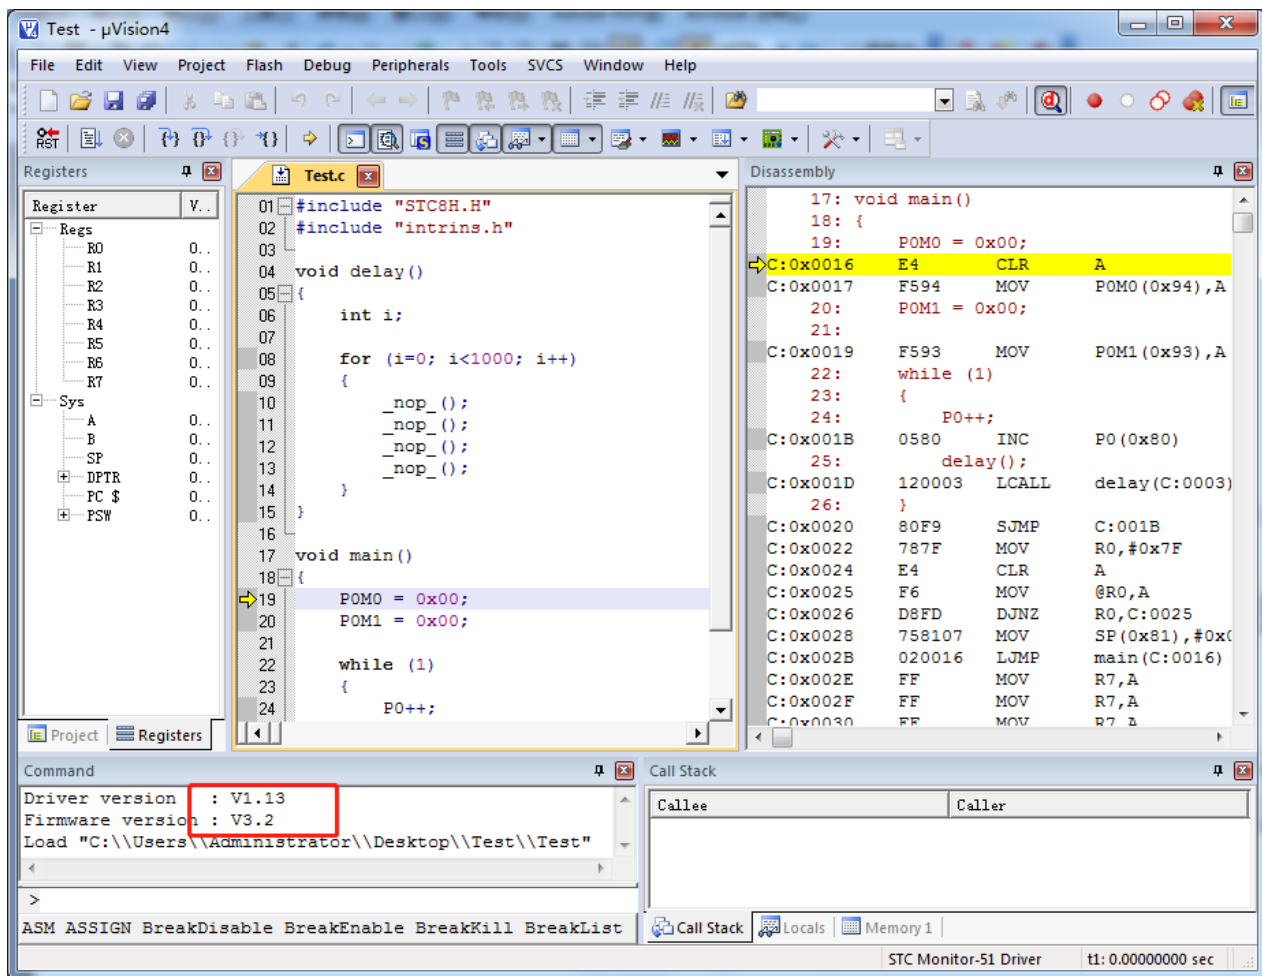 Test - µVision4
File Edit View Project Flash Debug Peripherals Tools SVCS Window Help
RST
Registers
Register V..
Regs
R0 0..
R1 0..
R2 0..
R3 0..
R4 0..
R5 0..
R6 0..
R7 0..
Sys
A 0..
B 0..
SP 0..
DPTR 0..
PC $ 0..
PSW 0..
Project Registers
Test.c
01 #include "STC8H.H"
02 #include "intrins.h"
03
04 void delay()
05 {
06 int i;
07
08 for (i=0; i<1000; i++)
09 {
10 _nop_();
11 _nop_();
12 _nop_();
13 _nop_();
14 }
15 }
16
17 void main()
18 {
19 P0M0 = 0x00;
20 P0M1 = 0x00;
21
22 while (1)
23 {
24 P0++;
Disassembly
17: void main()
18: {
19: P0M0 = 0x00;
C:0x0016 E4 CLR A
C:0x0017 F594 MOV P0M0(0x94),A
20: P0M1 = 0x00;
21:
C:0x0019 F593 MOV P0M1(0x93),A
22: while (1)
23: {
24: P0++;
C:0x001B 0580 INC P0(0x80)
25: delay();
C:0x001D 120003 LCALL delay(C:0003)
26: }
C:0x0020 80F9 SJMP C:001B
C:0x0022 787F MOV R0,#0x7F
C:0x0024 E4 CLR A
C:0x0025 F6 MOV @R0,A
C:0x0026 D8FD DJNZ R0,C:0025
C:0x0028 758107 MOV SP(0x81),#0x0
C:0x002B 020016 LJMP main(C:0016)
C:0x002E FF MOV R7,A
C:0x002F FF MOV R7,A
C:0x0030 FF MOV R7,A
Command
Driver version : V1.13
Firmware version : V3.2
Load "C:\\Users\\Administrator\\Desktop\\Test\\Test"
>
ASM ASSIGN BreakDisable BreakEnable BreakKill BreakList
Call Stack
Callee Caller
Call Stack Locals Memory 1
STC Monitor-51 Driver t1: 0.00000000 sec